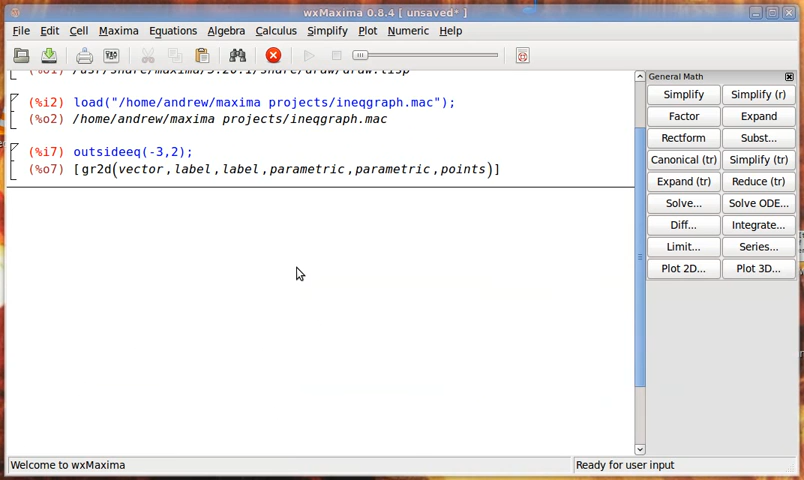 wxMaxima 0.8.4 [ unsaved* ]
File Edit Cell Maxima Equations Algebra Calculus Simplify Plot Numeric Help
(%i2) load("/home/andrew/maxima projects/ineqgraph.mac");
(%o2) /home/andrew/maxima projects/ineqgraph.mac
(%i7) outsideeq(-3,2);
(%o7) [gr2d(vector,label,label,parametric,parametric,points)]
General Math
Simplify Simplify (r)
Factor Expand
Rectform Subst...
Canonical (tr) Simplify (tr)
Expand (tr) Reduce (tr)
Solve... Solve ODE...
Diff... Integrate...
Limit... Series...
Plot 2D... Plot 3D...
Welcome to wxMaxima Ready for user input